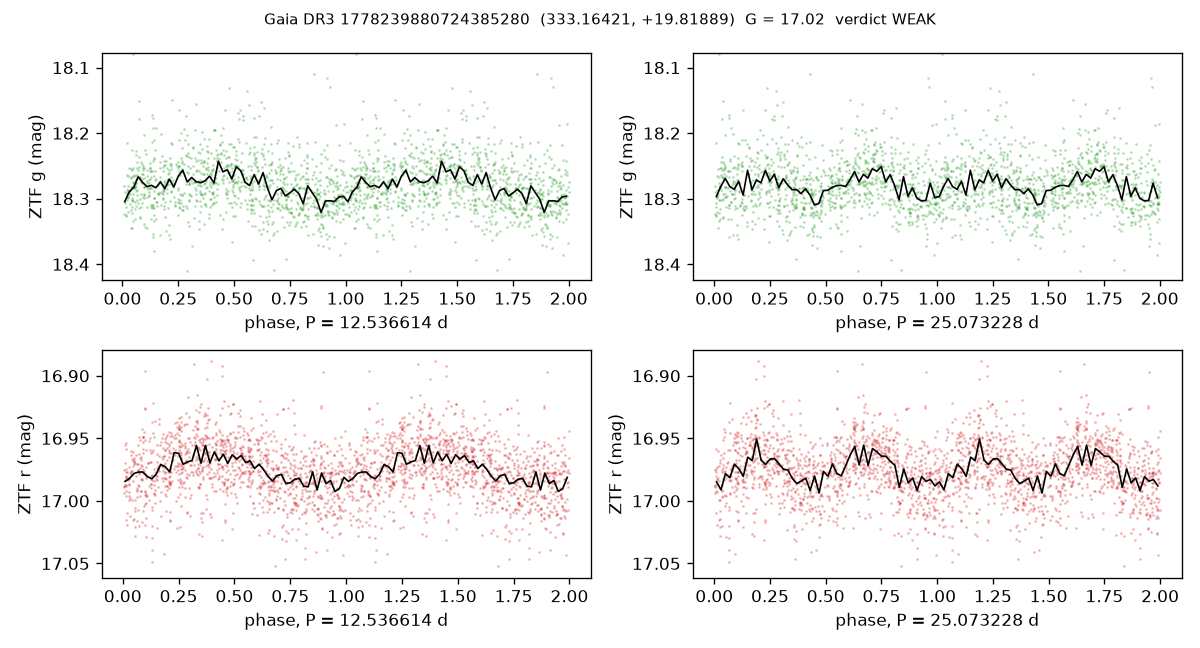 Gaia DR3 1778239880724385280 (333.16421, +19.81889) G = 17.02 verdict WEAK
ZTF g (mag)
18.1
18.2
18.3
18.4
0.00 0.25 0.50 0.75 1.00 1.25 1.50 1.75 2.00
phase, P = 12.536614 d
ZTF g (mag)
18.1
18.2
18.3
18.4
0.00 0.25 0.50 0.75 1.00 1.25 1.50 1.75 2.00
phase, P = 25.073228 d
ZTF r (mag)
16.90
16.95
17.00
17.05
0.00 0.25 0.50 0.75 1.00 1.25 1.50 1.75 2.00
phase, P = 12.536614 d
ZTF r (mag)
16.90
16.95
17.00
17.05
0.00 0.25 0.50 0.75 1.00 1.25 1.50 1.75 2.00
phase, P = 25.073228 d